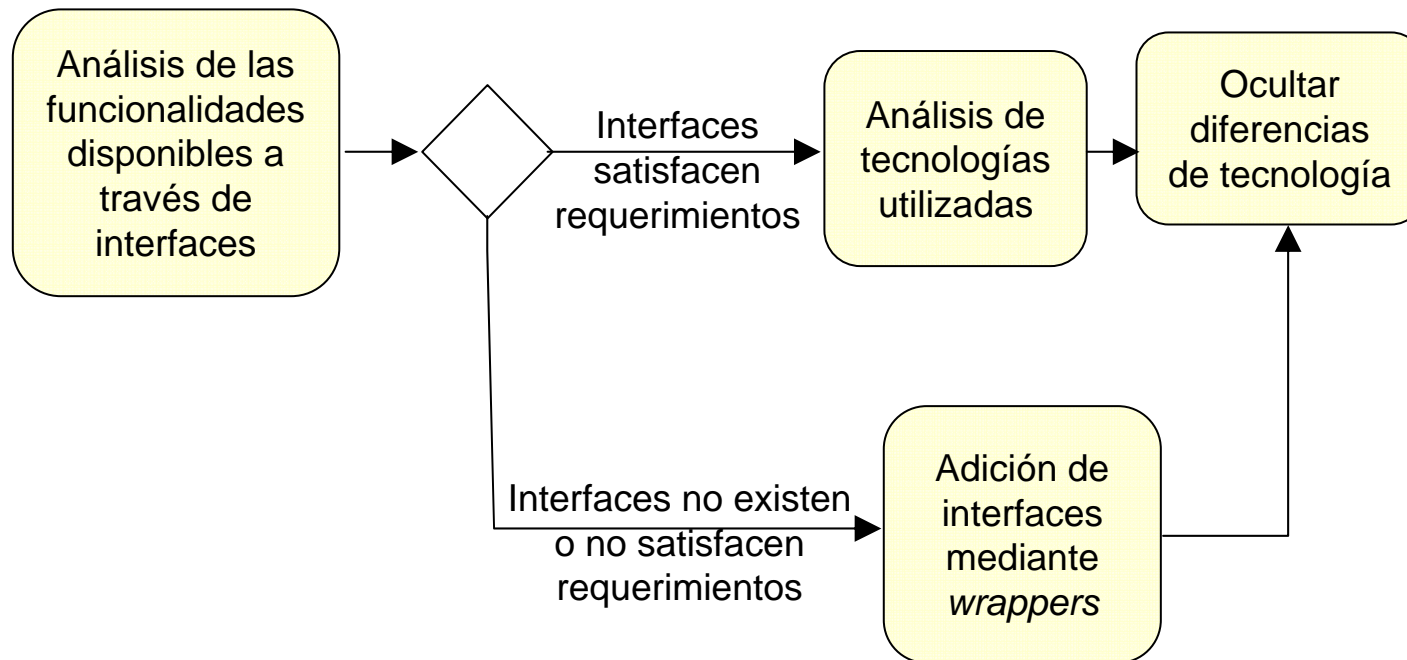 Análisis de las
funcionalidades
disponibles a
través de
interfaces
Interfaces
satisfacen
requerimientos
Análisis de
tecnologías
utilizadas
Ocultar
diferencias
de tecnología
Interfaces no existen
o no satisfacen
requerimientos
Adición de
interfaces
mediante
wrappers